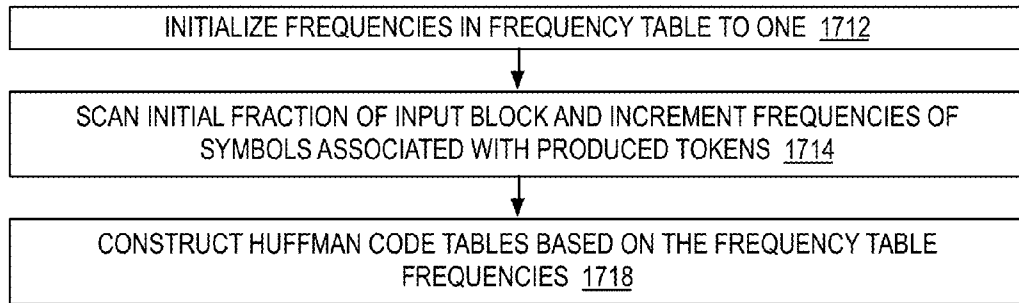 INITIALIZE FREQUENCIES IN FREQUENCY TABLE TO ONE 1712
SCAN INITIAL FRACTION OF INPUT BLOCK AND INCREMENT FREQUENCIES OF
SYMBOLS ASSOCIATED WITH PRODUCED TOKENS 1714
CONSTRUCT HUFFMAN CODE TABLES BASED ON THE FREQUENCY TABLE
FREQUENCIES 1718